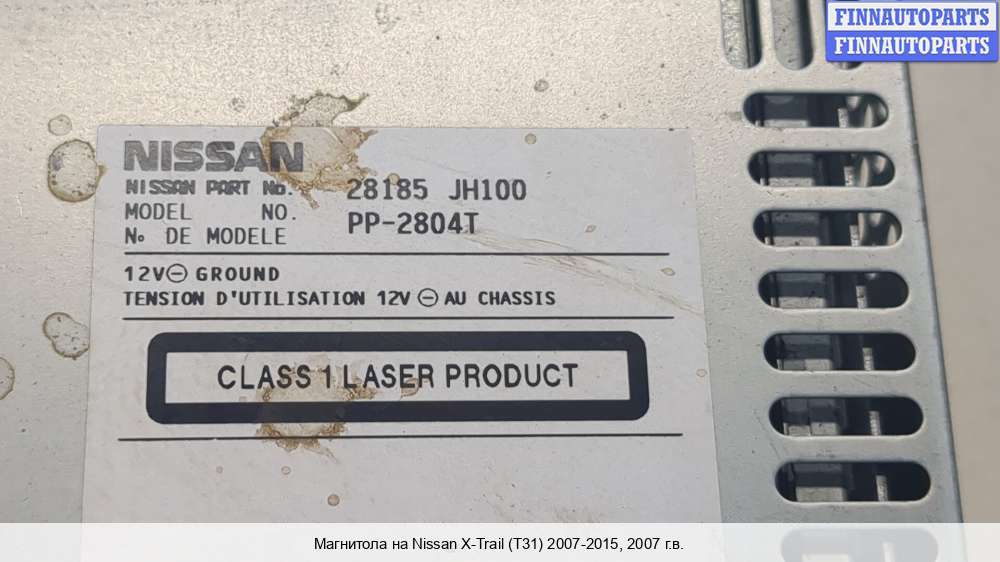 FINNAUTOPARTS
FINNAUTOPARTS
NISSAN
NISSAN PART No. 28185 JH100
MODEL NO. PP-2804T
No DE MODELE
12V⊖ GROUND
TENSION D'UTILISATION 12V ⊖ AU CHASSIS
CLASS 1 LASER PRODUCT
Магнитола на Nissan X-Trail (T31) 2007-2015, 2007 г.в.